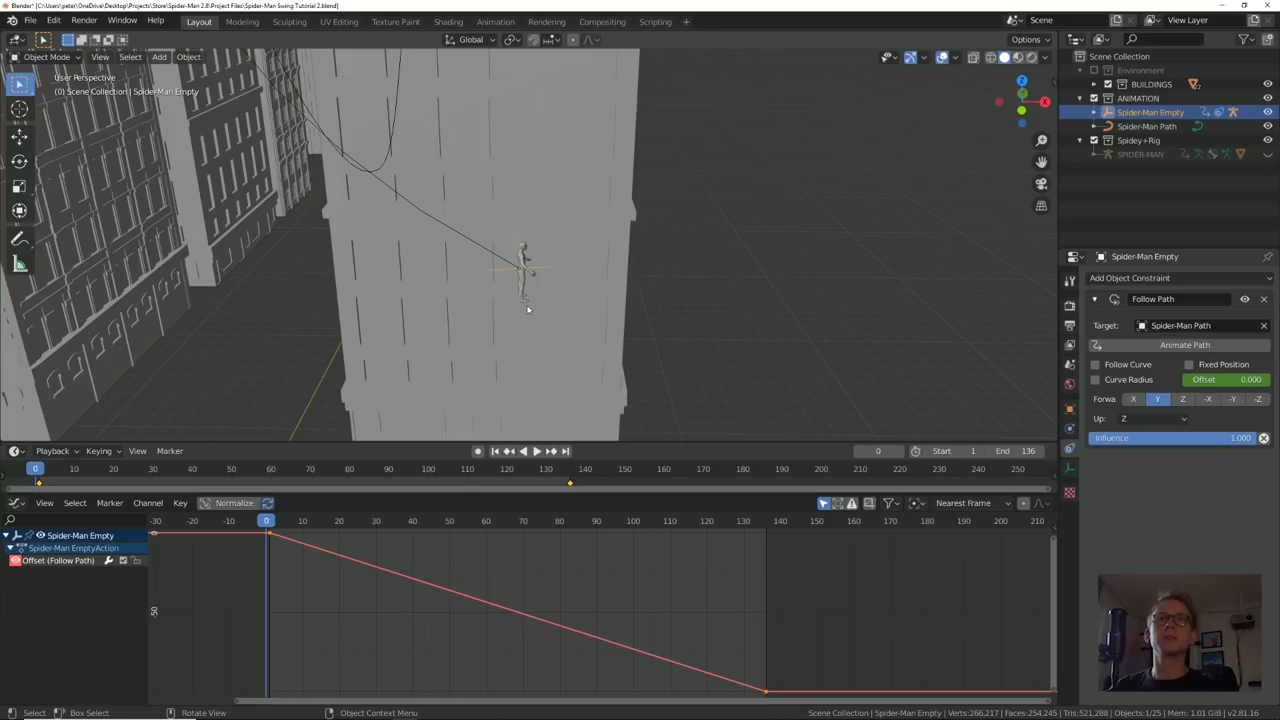 Blender* [C:\Users\peter\OneDrive\Desktop\Projects\Store\Spider-Man 2.8\Project Files\Spider-Man Swing Tutorial 2.blend]
File Edit Render Window Help Layout Modeling Sculpting UV Editing Texture Paint Shading Animation Rendering Compositing Scripting + Scene View Layer
Global Options
Object Mode View Select Add Object
User Perspective
(0) Scene Collection | Spider-Man Empty
Z
X
Scene Collection
Environment
BUILDINGS
ANIMATION
Spider-Man Empty
Spider-Man Path
Spidey+Rig
SPIDER-MAN
Spider-Man Empty
Add Object Constraint
Follow Path
Target: Spider-Man Path
Animate Path
Follow Curve Fixed Position
Curve Radius Offset 0.000
Forwa X Y Z -X -Y -Z
Up: Z
Influence 1.000
Playback Keying View Marker 0 Start 1 End 136
0 10 20 30 40 50 60 70 80 90 100 110 120 130 140 150 160 170 180 190 200 210 220 230 240 250
View Select Marker Channel Key Normalize Nearest Frame
-30 -20 -10 0 10 20 30 40 50 60 70 80 90 100 110 120 130 140 150 160 170 180 190 200 210
Spider-Man Empty
Spider-Man EmptyAction
Offset (Follow Path)
0
-50
Select Box Select Rotate View Object Context Menu Scene Collection | Spider-Man Empty Verts:266,217 | Faces:254,245 | Tris:521,288 | Objects:1/25 | Mem: 1.01 GiB | v2.81.16